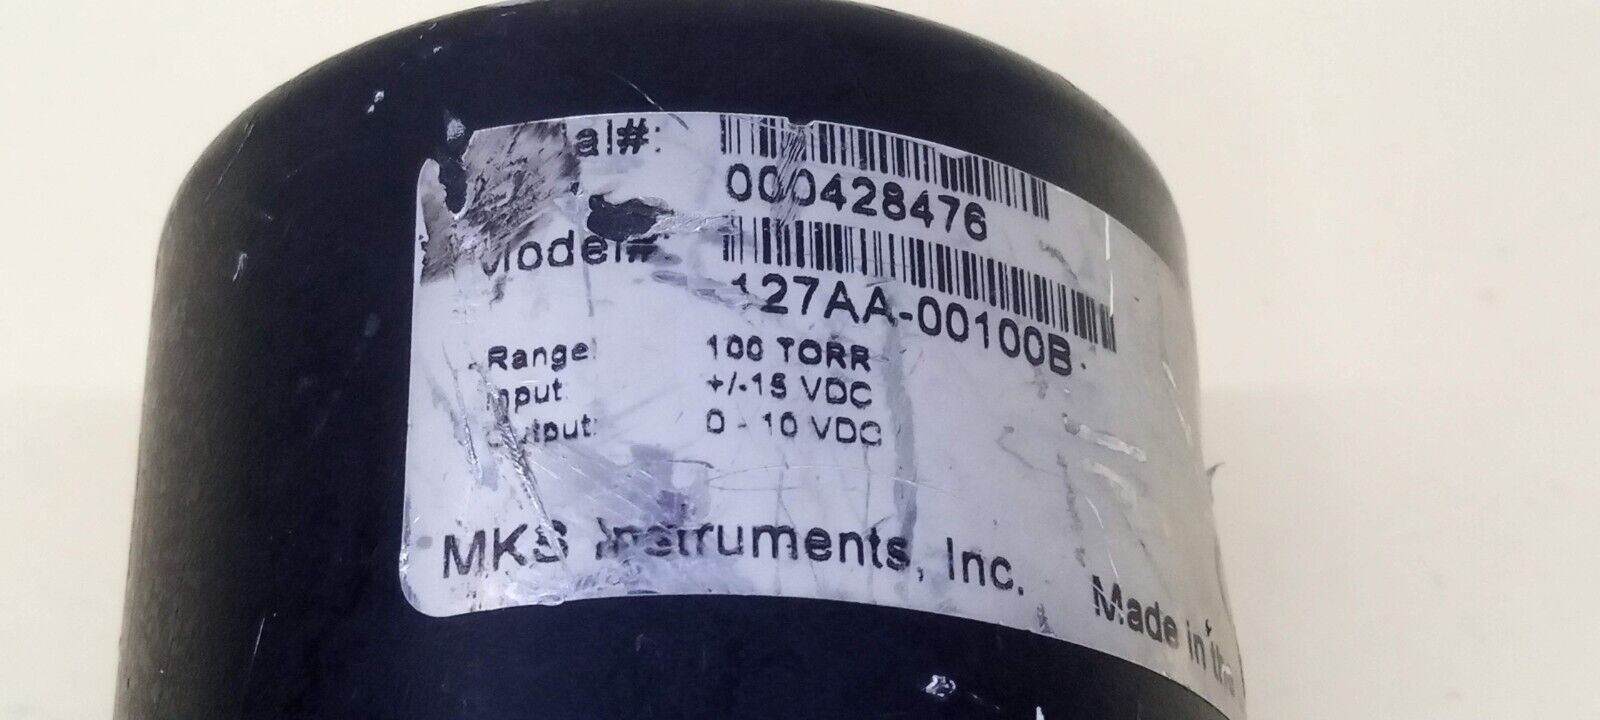 al#:
000428476
Model#:
127AA-00100B
Range: 100 TORR
Input: +/-15 VDC
Output: 0 - 10 VDC
MKS Instruments, Inc.
Made in the